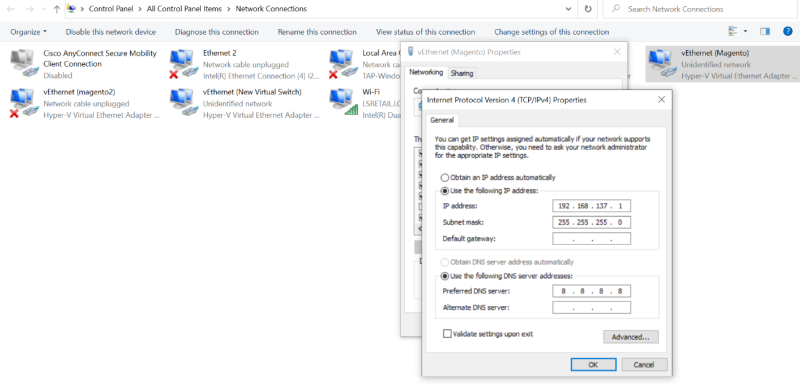 Control Panel > All Control Panel Items > Network Connections
Search Network Connections
Organize
Disable this network device
Diagnose this connection
Rename this connection
View status of this connection
Change settings of this connection
Cisco AnyConnect Secure Mobility
Client Connection
Disabled
Ethernet 2
Network cable unplugged
Intel(R) Ethernet Connection (4) I2...
Local Area C
Network cab
TAP-Window
vEthernet (Magento)
Unidentified network
Hyper-V Virtual Ethernet Adapter ...
vEthernet (magento2)
Network cable unplugged
Hyper-V Virtual Ethernet Adapter ...
vEthernet (New Virtual Switch)
Unidentified network
Hyper-V Virtual Ethernet Adapter ...
Wi-Fi
LSRETAIL.LO
Intel(R) Dua
vEthernet (Magento) Properties
Networking
Sharing
Internet Protocol Version 4 (TCP/IPv4) Properties
General
You can get IP settings assigned automatically if your network supports
this capability. Otherwise, you need to ask your network administrator
for the appropriate IP settings.
Obtain an IP address automatically
Use the following IP address:
IP address: 192 . 168 . 137 . 1
Subnet mask: 255 . 255 . 255 . 0
Default gateway: . . .
Obtain DNS server address automatically
Use the following DNS server addresses:
Preferred DNS server: 8 . 8 . 8 . 8
Alternate DNS server: . . .
Validate settings upon exit
Advanced...
OK
Cancel